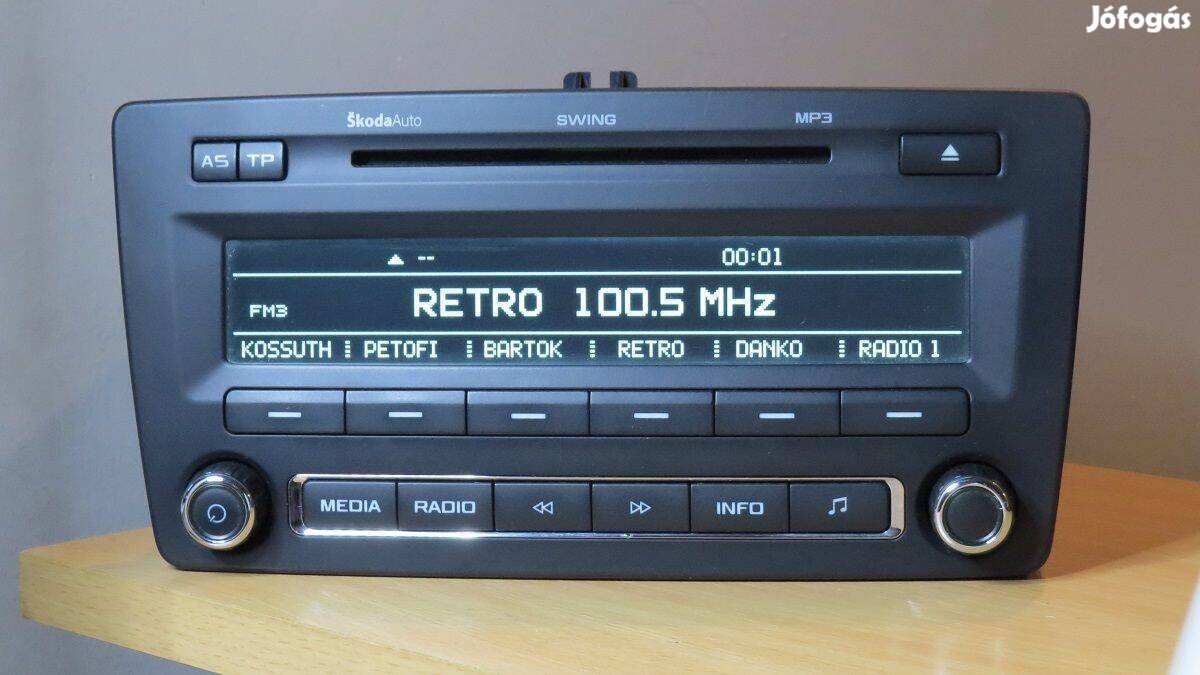 Jófogás
ŠkodaAuto SWING MP3
AS TP
-- 00:01
FM3 RETRO 100.5 MHz
KOSSUTH PETOFI BARTOK RETRO DANKO RADIO 1
MEDIA RADIO INFO